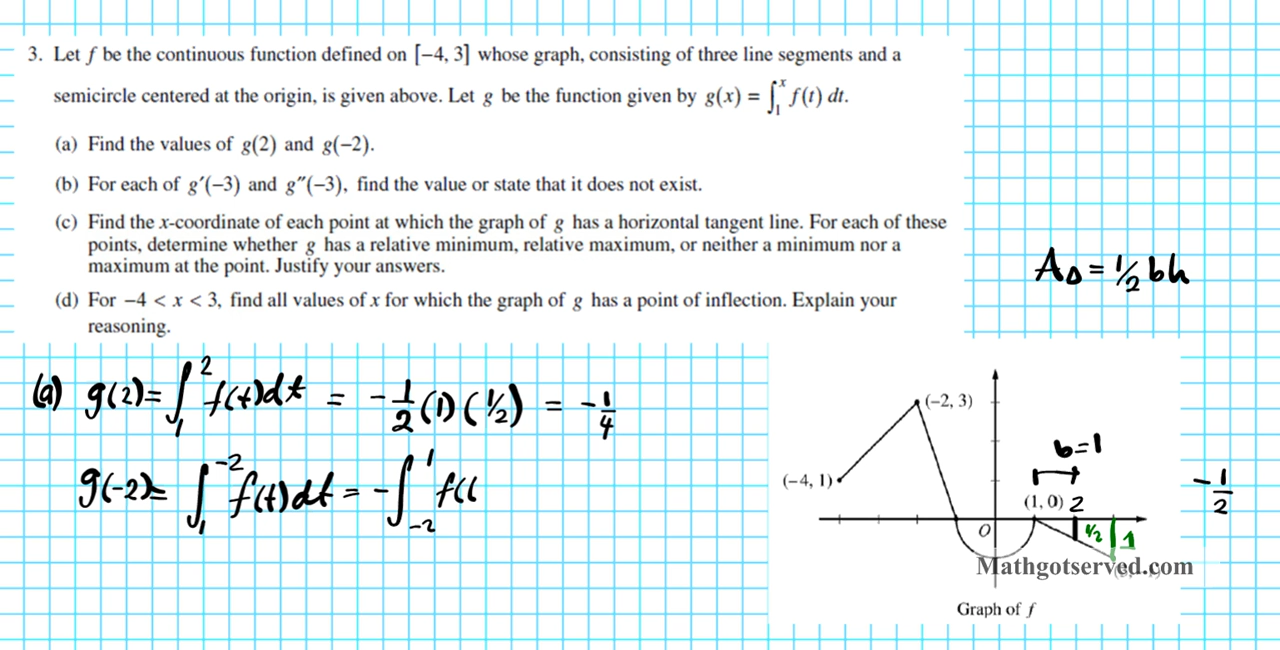 3. Let f be the continuous function defined on [−4, 3] whose graph, consisting of three line segments and a
semicircle centered at the origin, is given above. Let g be the function given by g(x) = ∫₁ˣ f(t) dt.
(a) Find the values of g(2) and g(−2).
(b) For each of g′(−3) and g″(−3), find the value or state that it does not exist.
(c) Find the x-coordinate of each point at which the graph of g has a horizontal tangent line. For each of these
points, determine whether g has a relative minimum, relative maximum, or neither a minimum nor a
maximum at the point. Justify your answers.
(d) For −4 < x < 3, find all values of x for which the graph of g has a point of inflection. Explain your
reasoning.
A△ = 1/2 bh
(a) g(2) = ∫₁² f(t)dt = -1/2 (1)(1/2) = -1/4
g(-2) = ∫₁⁻² f(t)dt = -∫₋₂¹ f(
(−2, 3)
b=1
(−4, 1)
(1, 0) 2
-1/2
O
1/2 1
Mathgotserved.com
Graph of f